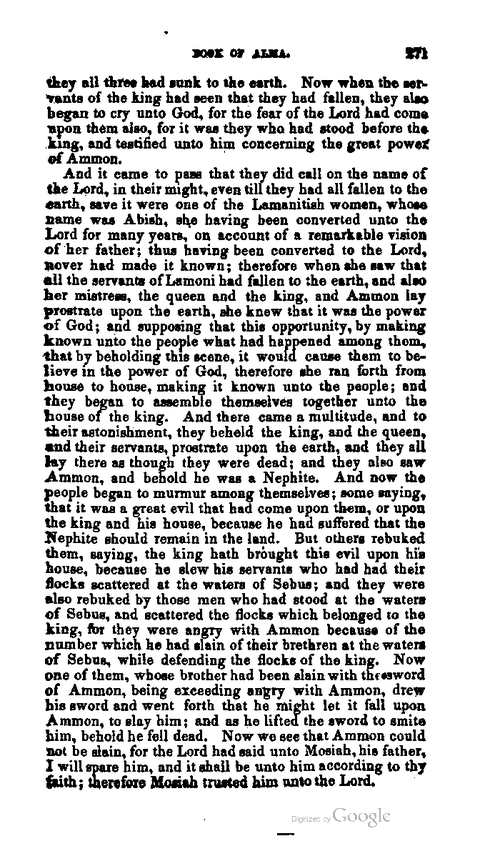 BOOK OF ALMA. 271
they all three had sunk to the earth. Now when the ser-
vants of the king had seen that they had fallen, they also
began to cry unto God, for the fear of the Lord had come
upon them also, for it was they who had stood before the
king, and testified unto him concerning the great power
of Ammon.
And it came to pass that they did call on the name of
the Lord, in their might, even till they had all fallen to the
earth, save it were one of the Lamanitish women, whose
name was Abish, she having been converted unto the
Lord for many years, on account of a remarkable vision
of her father; thus having been converted to the Lord,
never had made it known; therefore when she saw that
all the servants of Lamoni had fallen to the earth, and also
her mistress, the queen and the king, and Ammon lay
prostrate upon the earth, she knew that it was the power
of God; and supposing that this opportunity, by making
known unto the people what had happened among them,
that by beholding this scene, it would cause them to be-
lieve in the power of God, therefore she ran forth from
house to house, making it known unto the people; and
they began to assemble themselves together unto the
house of the king. And there came a multitude, and to
their astonishment, they beheld the king, and the queen,
and their servants, prostrate upon the earth, and they all
lay there as though they were dead; and they also saw
Ammon, and behold he was a Nephite. And now the
people began to murmur among themselves; some saying,
that it was a great evil that had come upon them, or upon
the king and his house, because he had suffered that the
Nephite should remain in the land. But others rebuked
them, saying, the king hath brought this evil upon his
house, because he slew his servants who had had their
flocks scattered at the waters of Sebus; and they were
also rebuked by those men who had stood at the waters
of Sebus, and scattered the flocks which belonged to the
king, for they were angry with Ammon because of the
number which he had slain of their brethren at the waters
of Sebus, while defending the flocks of the king. Now
one of them, whose brother had been slain with the sword
of Ammon, being exceeding angry with Ammon, drew
his sword and went forth that he might let it fall upon
Ammon, to slay him; and as he lifted the sword to smite
him, behold he fell dead. Now we see that Ammon could
not be slain, for the Lord had said unto Mosiah, his father,
I will spare him, and it shall be unto him according to thy
faith; therefore Mosiah trusted him unto the Lord.
Digitized by Google